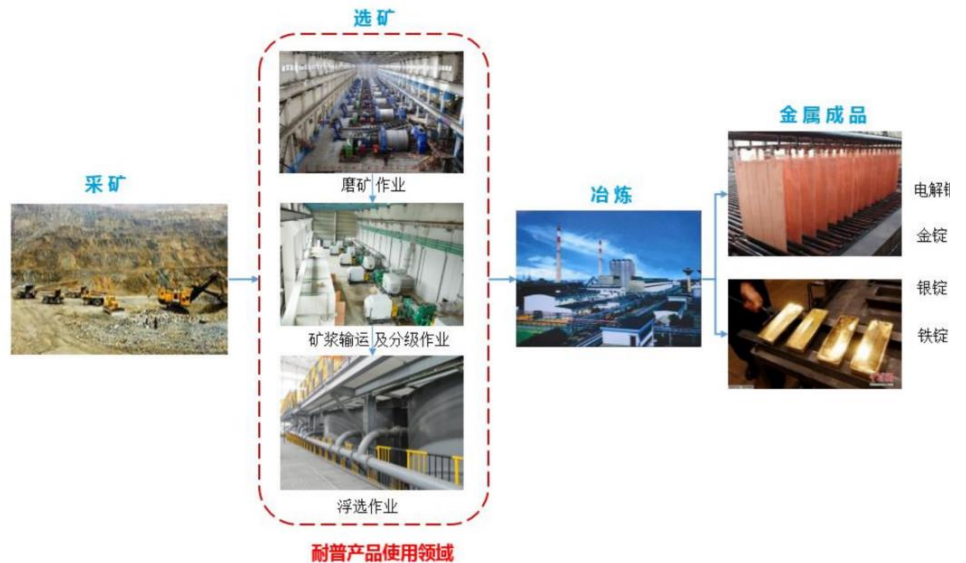 选矿
磨矿作业
矿浆输运及分级作业
浮选作业
耐普产品使用领域
采矿
冶炼
金属成品
电解
金锭
银锭
铁锭